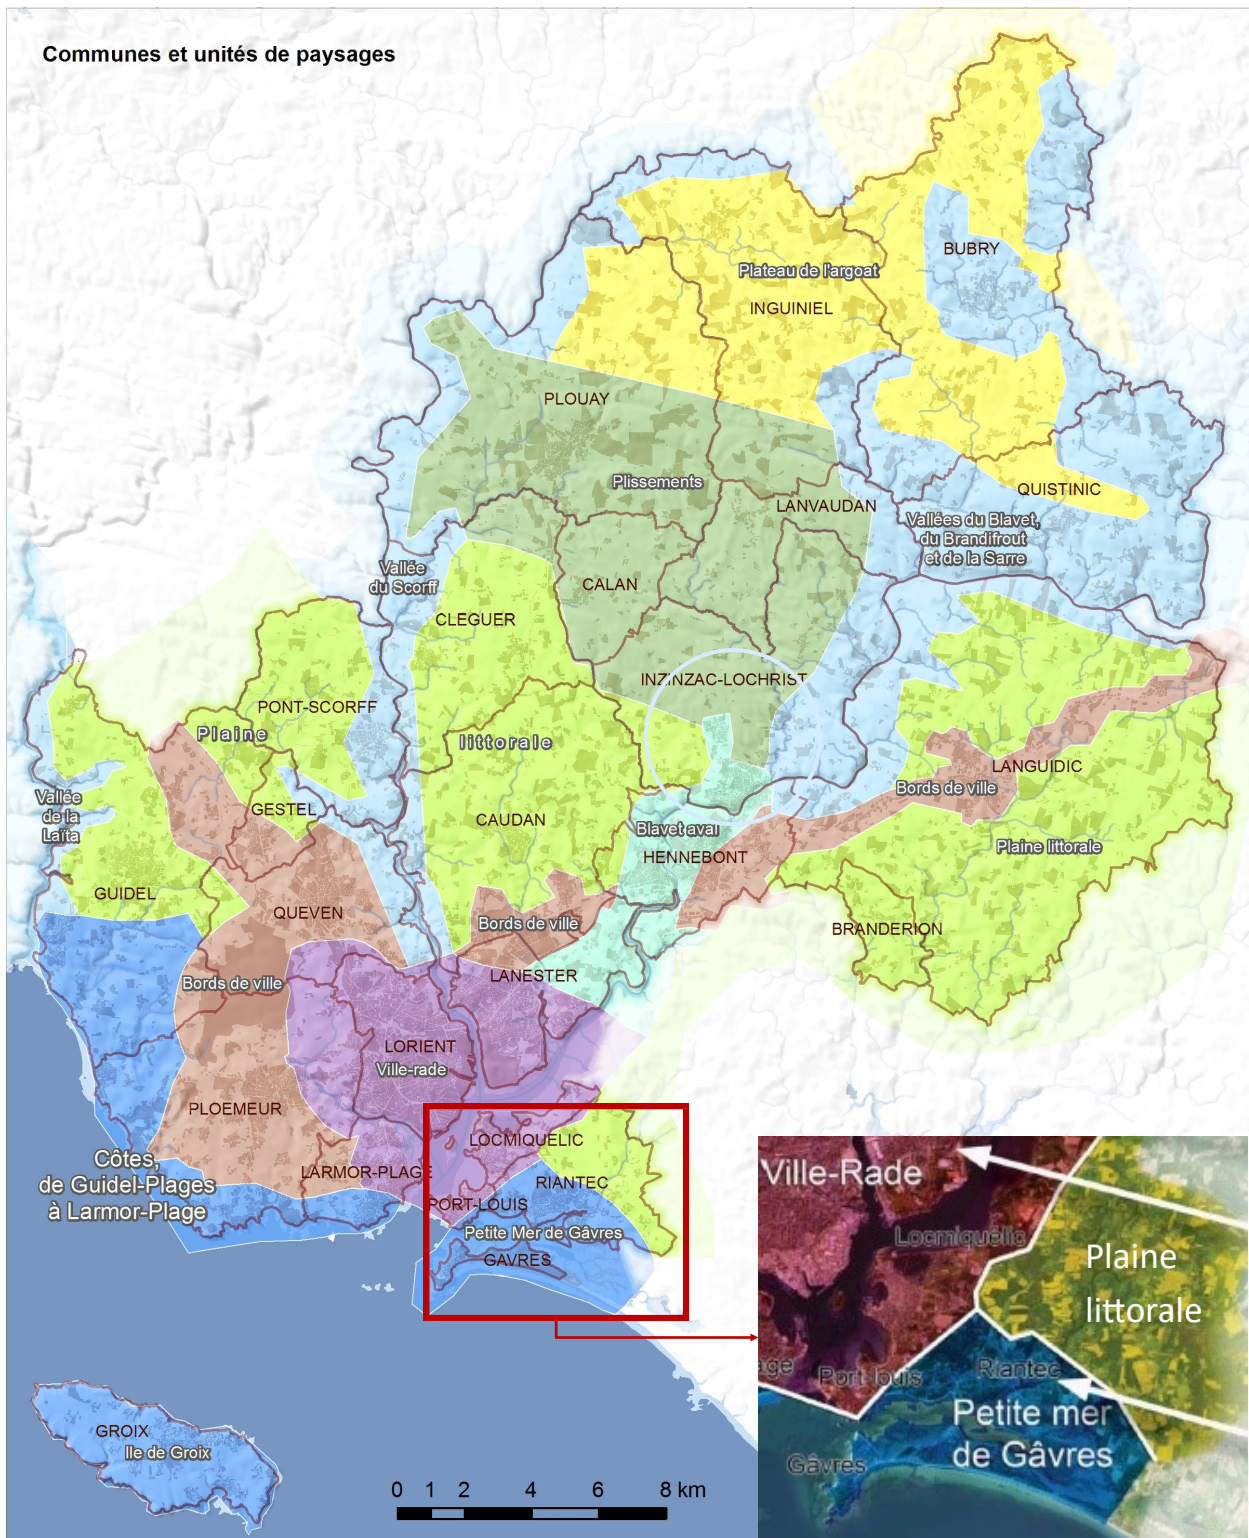 Communes et unités de paysages
BUBRY
Plateau de l'argoat
INGUINIEL
PLOUAY
Plissements
QUISTINIC
LANVAUDAN
Vallées du Blavet,
du Brandifrout
et de la Sarre
Vallée
du Scorff
CALAN
CLEGUER
INZINZAC-LOCHRIST
PONT-SCORFF
Plaine
littorale
LANGUIDIC
Bords de ville
Vallée
de la
Laïta
GESTEL
CAUDAN
Blavet aval
HENNEBONT
Plaine littorale
GUIDEL
QUEVEN
Bords de ville
BRANDERION
LANESTER
Bords de ville
LORIENT
Ville-rade
PLOEMEUR
LOCMIQUELIC
Côtes,
de Guidel-Plages
à Larmor-Plage
LARMOR-PLAGE
RIANTEC
PORT-LOUIS
Petite Mer de Gâvres
GAVRES
Ville-Rade
Locmiquélic
Plaine
littorale
age
Port-louis
Riantec
Petite mer
de Gâvres
Gâvres
GROIX
Ile de Groix
0 1 2 4 6 8 km